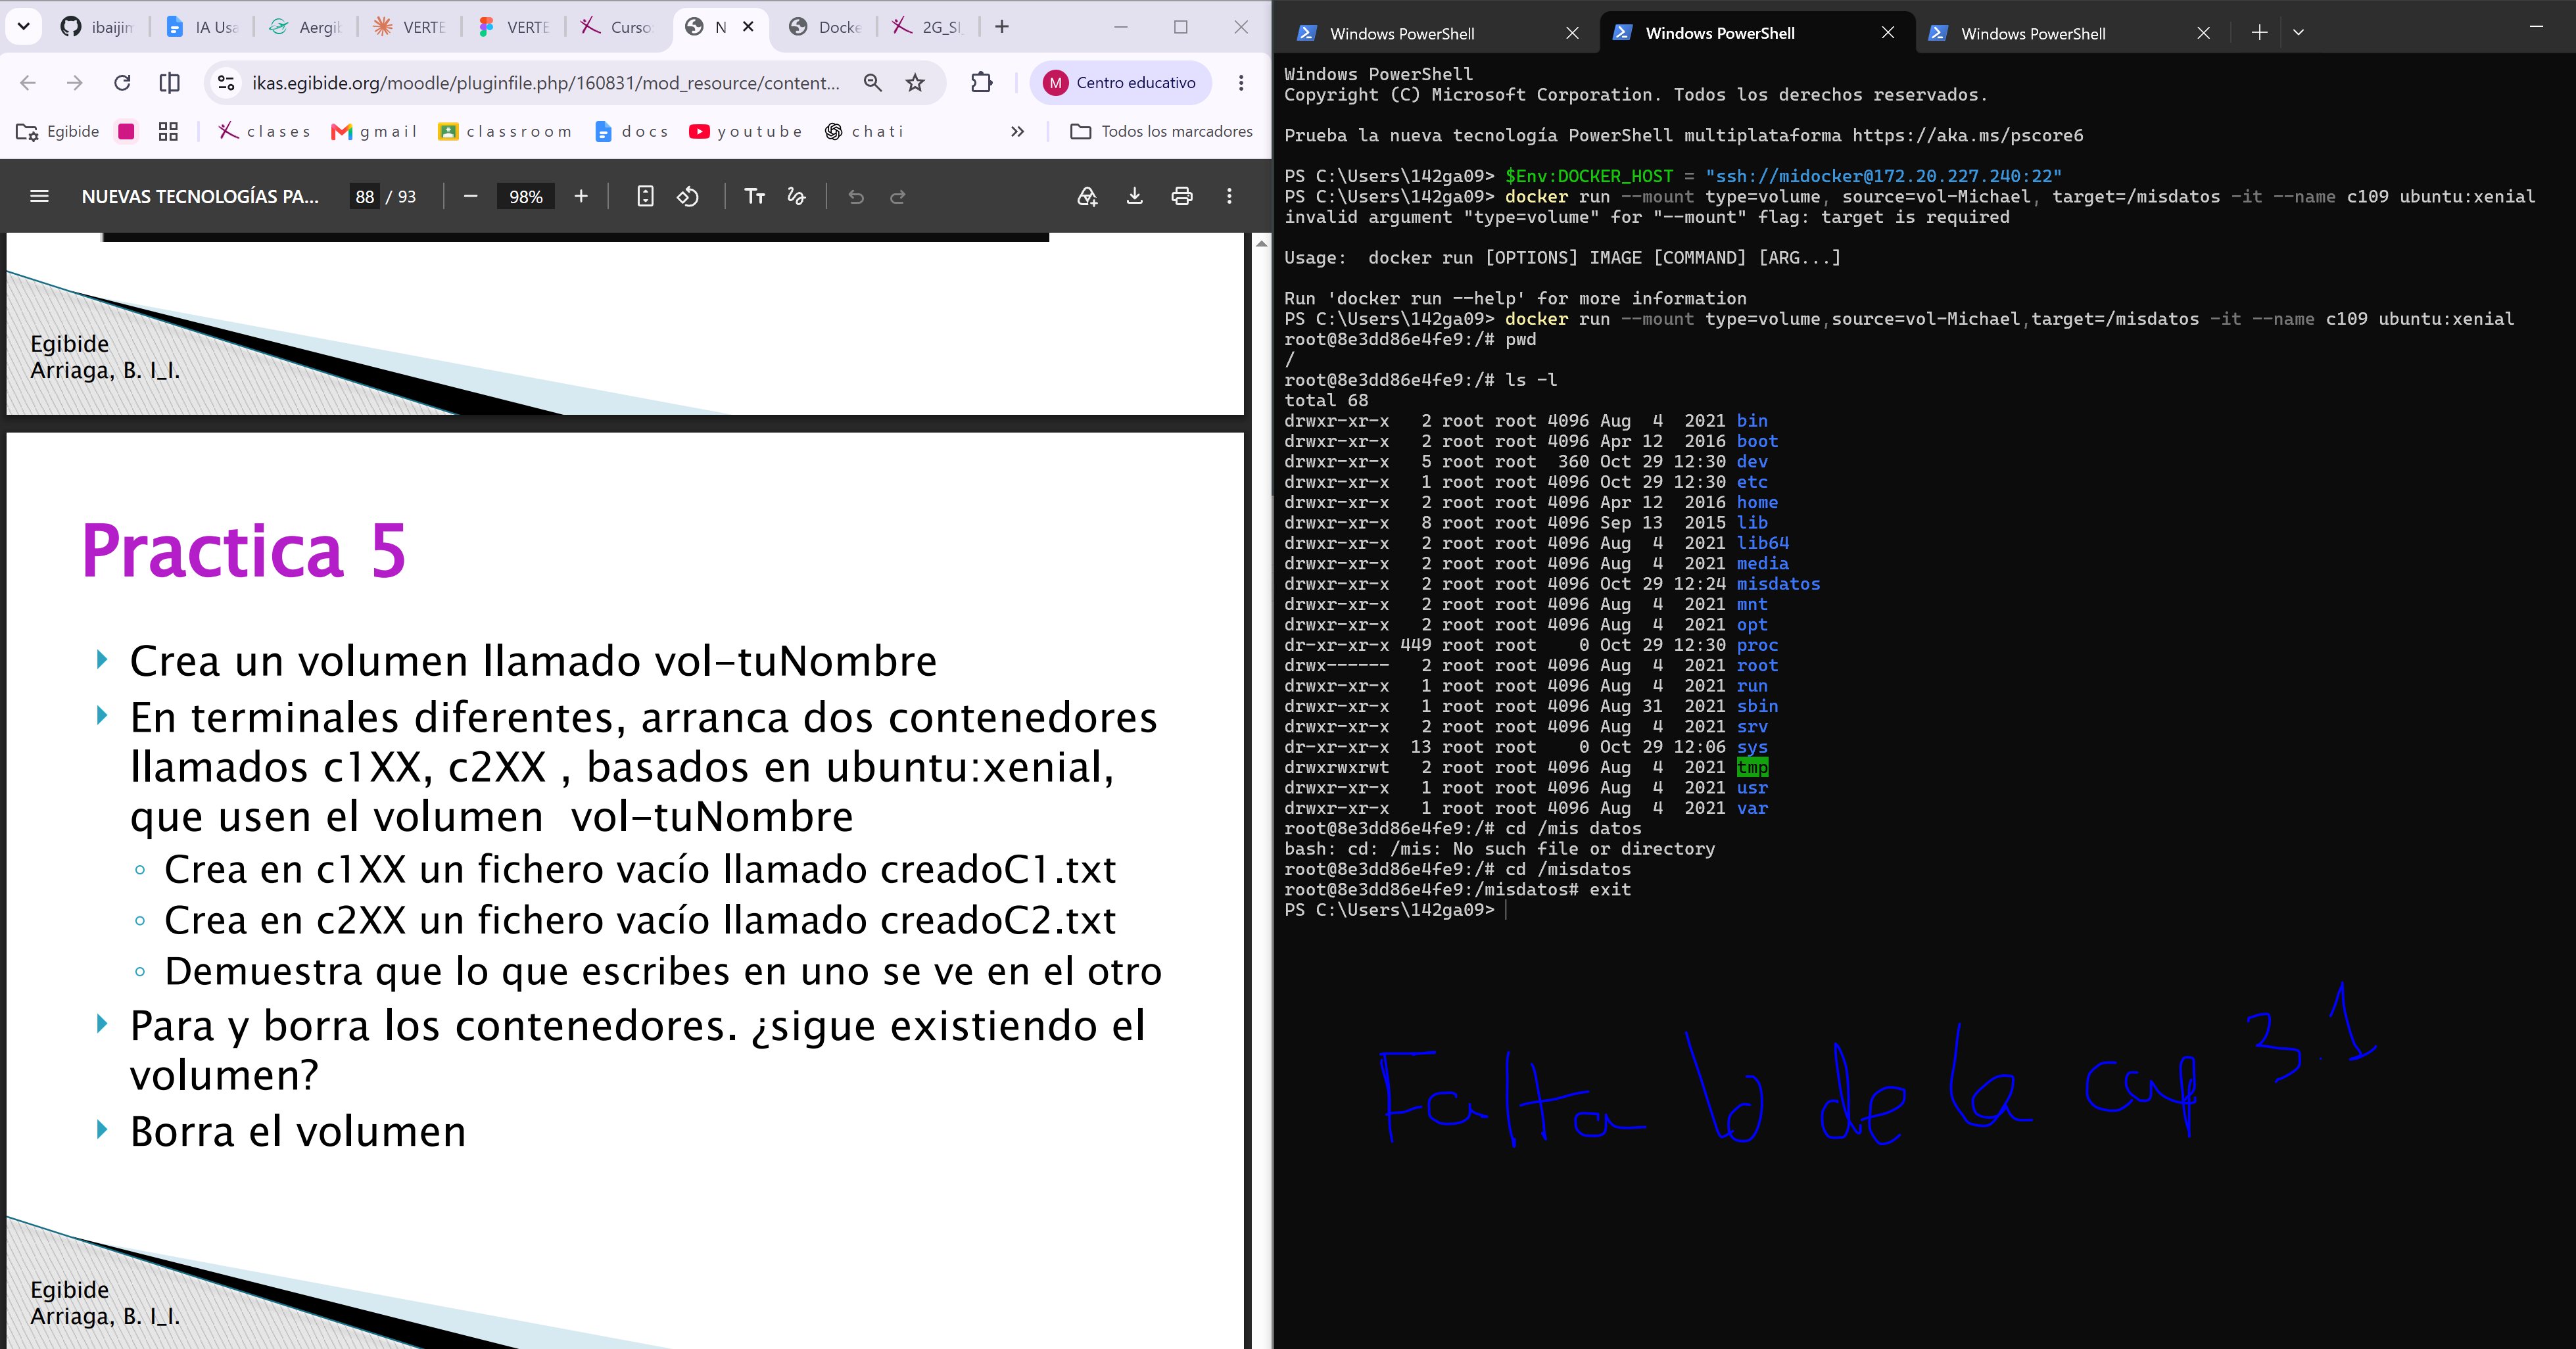 ibaijim
IA Usa
Aergib
VERTE
VERTE
Curso
N
Docke
2G_SI
ikas.egibide.org/moodle/pluginfile.php/160831/mod_resource/content...
M
Centro educativo
Egibide
clases
gmail
classroom
docs
youtube
chati
Todos los marcadores
NUEVAS TECNOLOGÍAS PA...
88 / 93
98%
Egibide
Arriaga, B. I_I.
Practica 5
Crea un volumen llamado vol-tuNombre
En terminales diferentes, arranca dos contenedores
llamados c1XX, c2XX , basados en ubuntu:xenial,
que usen el volumen vol-tuNombre
Crea en c1XX un fichero vacío llamado creadoC1.txt
Crea en c2XX un fichero vacío llamado creadoC2.txt
Demuestra que lo que escribes en uno se ve en el otro
Para y borra los contenedores. ¿sigue existiendo el
volumen?
Borra el volumen
Egibide
Arriaga, B. I_I.
Windows PowerShell
Windows PowerShell
Windows PowerShell
Windows PowerShell
Copyright (C) Microsoft Corporation. Todos los derechos reservados.
Prueba la nueva tecnología PowerShell multiplataforma https://aka.ms/pscore6
PS C:\Users\142ga09> $Env:DOCKER_HOST = "ssh://midocker@172.20.227.240:22"
PS C:\Users\142ga09> docker run --mount type=volume, source=vol-Michael, target=/misdatos -it --name c109 ubuntu:xenial
invalid argument "type=volume" for "--mount" flag: target is required
Usage:  docker run [OPTIONS] IMAGE [COMMAND] [ARG...]
Run 'docker run --help' for more information
PS C:\Users\142ga09> docker run --mount type=volume,source=vol-Michael,target=/misdatos -it --name c109 ubuntu:xenial
root@8e3dd86e4fe9:/# pwd
/
root@8e3dd86e4fe9:/# ls -l
total 68
drwxr-xr-x   2 root root 4096 Aug  4  2021 bin
drwxr-xr-x   2 root root 4096 Apr 12  2016 boot
drwxr-xr-x   5 root root  360 Oct 29 12:30 dev
drwxr-xr-x   1 root root 4096 Oct 29 12:30 etc
drwxr-xr-x   2 root root 4096 Apr 12  2016 home
drwxr-xr-x   8 root root 4096 Sep 13  2015 lib
drwxr-xr-x   2 root root 4096 Aug  4  2021 lib64
drwxr-xr-x   2 root root 4096 Aug  4  2021 media
drwxr-xr-x   2 root root 4096 Oct 29 12:24 misdatos
drwxr-xr-x   2 root root 4096 Aug  4  2021 mnt
drwxr-xr-x   2 root root 4096 Aug  4  2021 opt
dr-xr-xr-x 449 root root    0 Oct 29 12:30 proc
drwx------   2 root root 4096 Aug  4  2021 root
drwxr-xr-x   1 root root 4096 Aug  4  2021 run
drwxr-xr-x   1 root root 4096 Aug 31  2021 sbin
drwxr-xr-x   2 root root 4096 Aug  4  2021 srv
dr-xr-xr-x  13 root root    0 Oct 29 12:06 sys
drwxrwxrwt   2 root root 4096 Aug  4  2021 tmp
drwxr-xr-x   1 root root 4096 Aug  4  2021 usr
drwxr-xr-x   1 root root 4096 Aug  4  2021 var
root@8e3dd86e4fe9:/# cd /mis datos
bash: cd: /mis: No such file or directory
root@8e3dd86e4fe9:/# cd /misdatos
root@8e3dd86e4fe9:/misdatos# exit
PS C:\Users\142ga09>
Falta lo de la cap 3.1